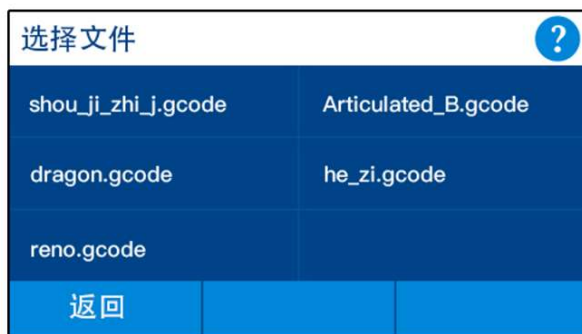 选择文件
?
shou_ji_zhi_j.gcode
Articulated_B.gcode
dragon.gcode
he_zi.gcode
reno.gcode
返回